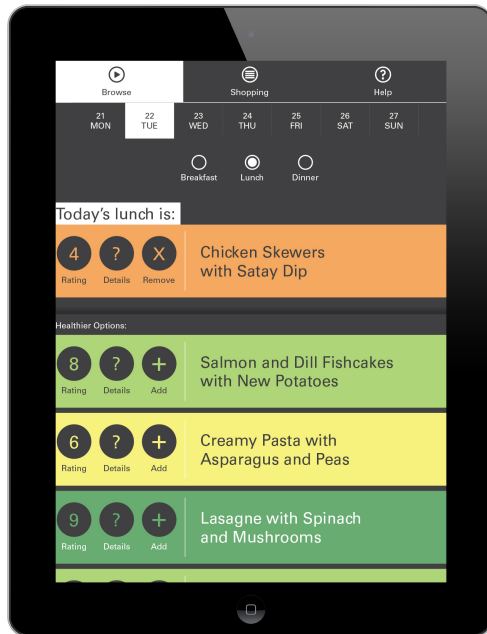 Browse
Shopping
?
Help
21 22 23 24 25 26 27
MON TUE WED THU FRI SAT SUN
Breakfast Lunch Dinner
Today's lunch is:
4 ? X
Rating Details Remove
Chicken Skewers
with Satay Dip
Healthier Options:
8 ? +
Rating Details Add
Salmon and Dill Fishcakes
with New Potatoes
6 ? +
Rating Details Add
Creamy Pasta with
Asparagus and Peas
9 ? +
Rating Details Add
Lasagne with Spinach
and Mushrooms